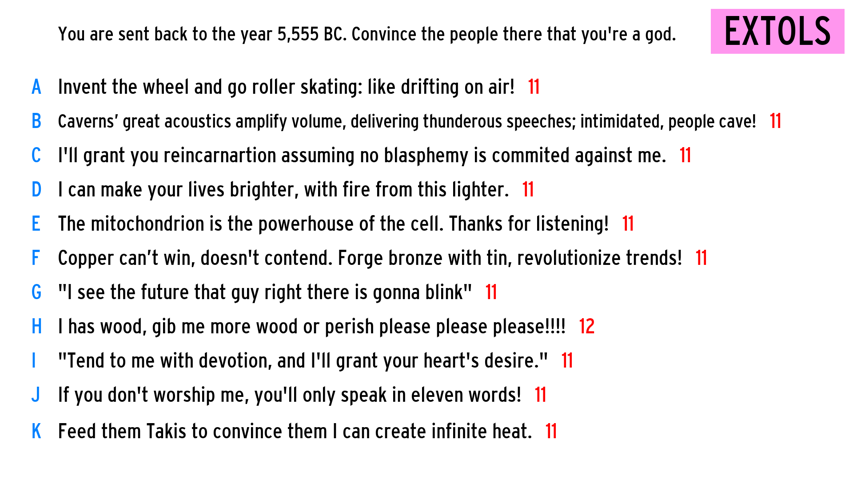 You are sent back to the year 5,555 BC. Convince the people there that you're a god.
EXTOLS
A Invent the wheel and go roller skating: like drifting on air! 11
B Caverns’ great acoustics amplify volume, delivering thunderous speeches; intimidated, people cave! 11
C I'll grant you reincarnartion assuming no blasphemy is commited against me. 11
D I can make your lives brighter, with fire from this lighter. 11
E The mitochondrion is the powerhouse of the cell. Thanks for listening! 11
F Copper can’t win, doesn't contend. Forge bronze with tin, revolutionize trends! 11
G "I see the future that guy right there is gonna blink" 11
H I has wood, gib me more wood or perish please please please!!!! 12
I "Tend to me with devotion, and I'll grant your heart's desire." 11
J If you don't worship me, you'll only speak in eleven words! 11
K Feed them Takis to convince them I can create infinite heat. 11